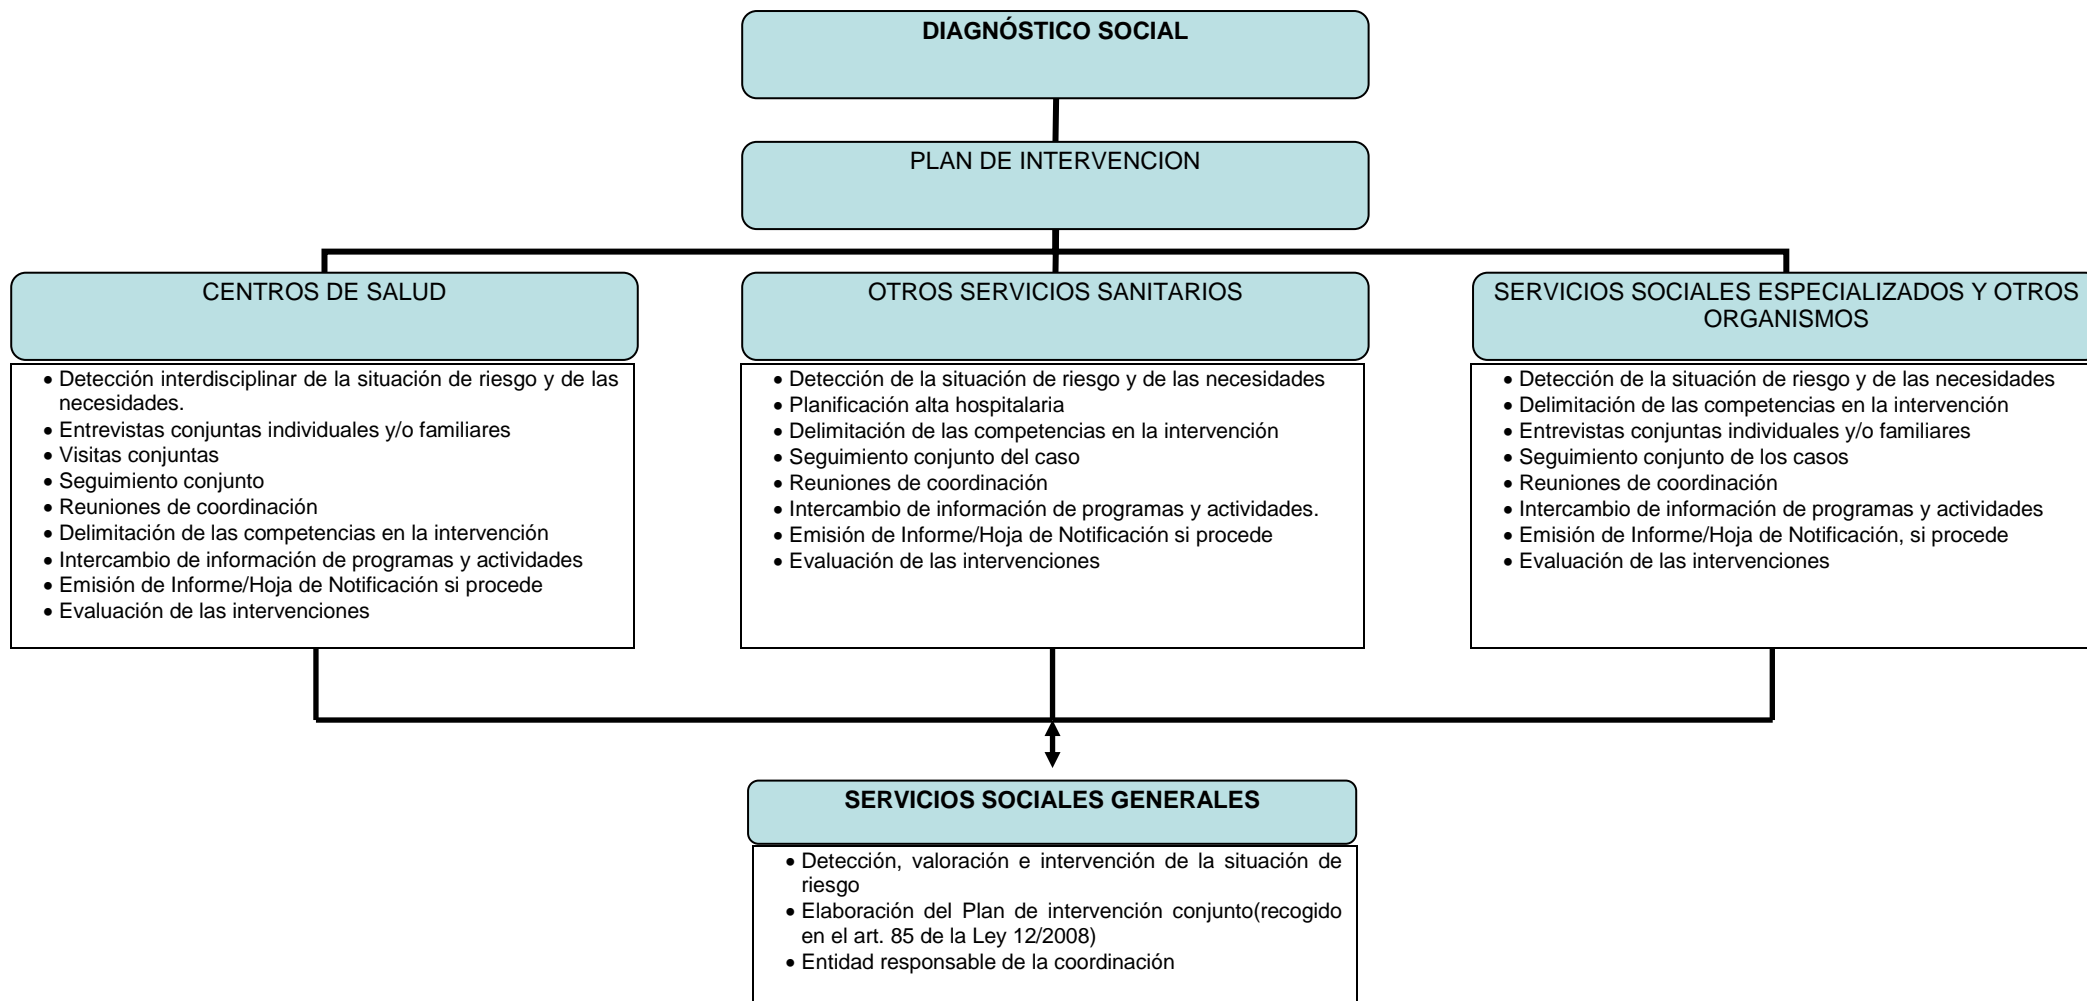 DIAGNÓSTICO SOCIAL
PLAN DE INTERVENCION
CENTROS DE SALUD
• Detección interdisciplinar de la situación de riesgo y de las
necesidades.
• Entrevistas conjuntas individuales y/o familiares
• Visitas conjuntas
• Seguimiento conjunto
• Reuniones de coordinación
• Delimitación de las competencias en la intervención
• Intercambio de información de programas y actividades
• Emisión de Informe/Hoja de Notificación si procede
• Evaluación de las intervenciones
OTROS SERVICIOS SANITARIOS
• Detección de la situación de riesgo y de las necesidades
• Planificación alta hospitalaria
• Delimitación de las competencias en la intervención
• Seguimiento conjunto del caso
• Reuniones de coordinación
• Intercambio de información de programas y actividades.
• Emisión de Informe/Hoja de Notificación si procede
• Evaluación de las intervenciones
SERVICIOS SOCIALES ESPECIALIZADOS Y OTROS
ORGANISMOS
• Detección de la situación de riesgo y de las necesidades
• Delimitación de las competencias en la intervención
• Entrevistas conjuntas individuales y/o familiares
• Seguimiento conjunto de los casos
• Reuniones de coordinación
• Intercambio de información de programas y actividades
• Emisión de Informe/Hoja de Notificación, si procede
• Evaluación de las intervenciones
SERVICIOS SOCIALES GENERALES
• Detección, valoración e intervención de la situación de
riesgo
• Elaboración del Plan de intervención conjunto(recogido
en el art. 85 de la Ley 12/2008)
• Entidad responsable de la coordinación